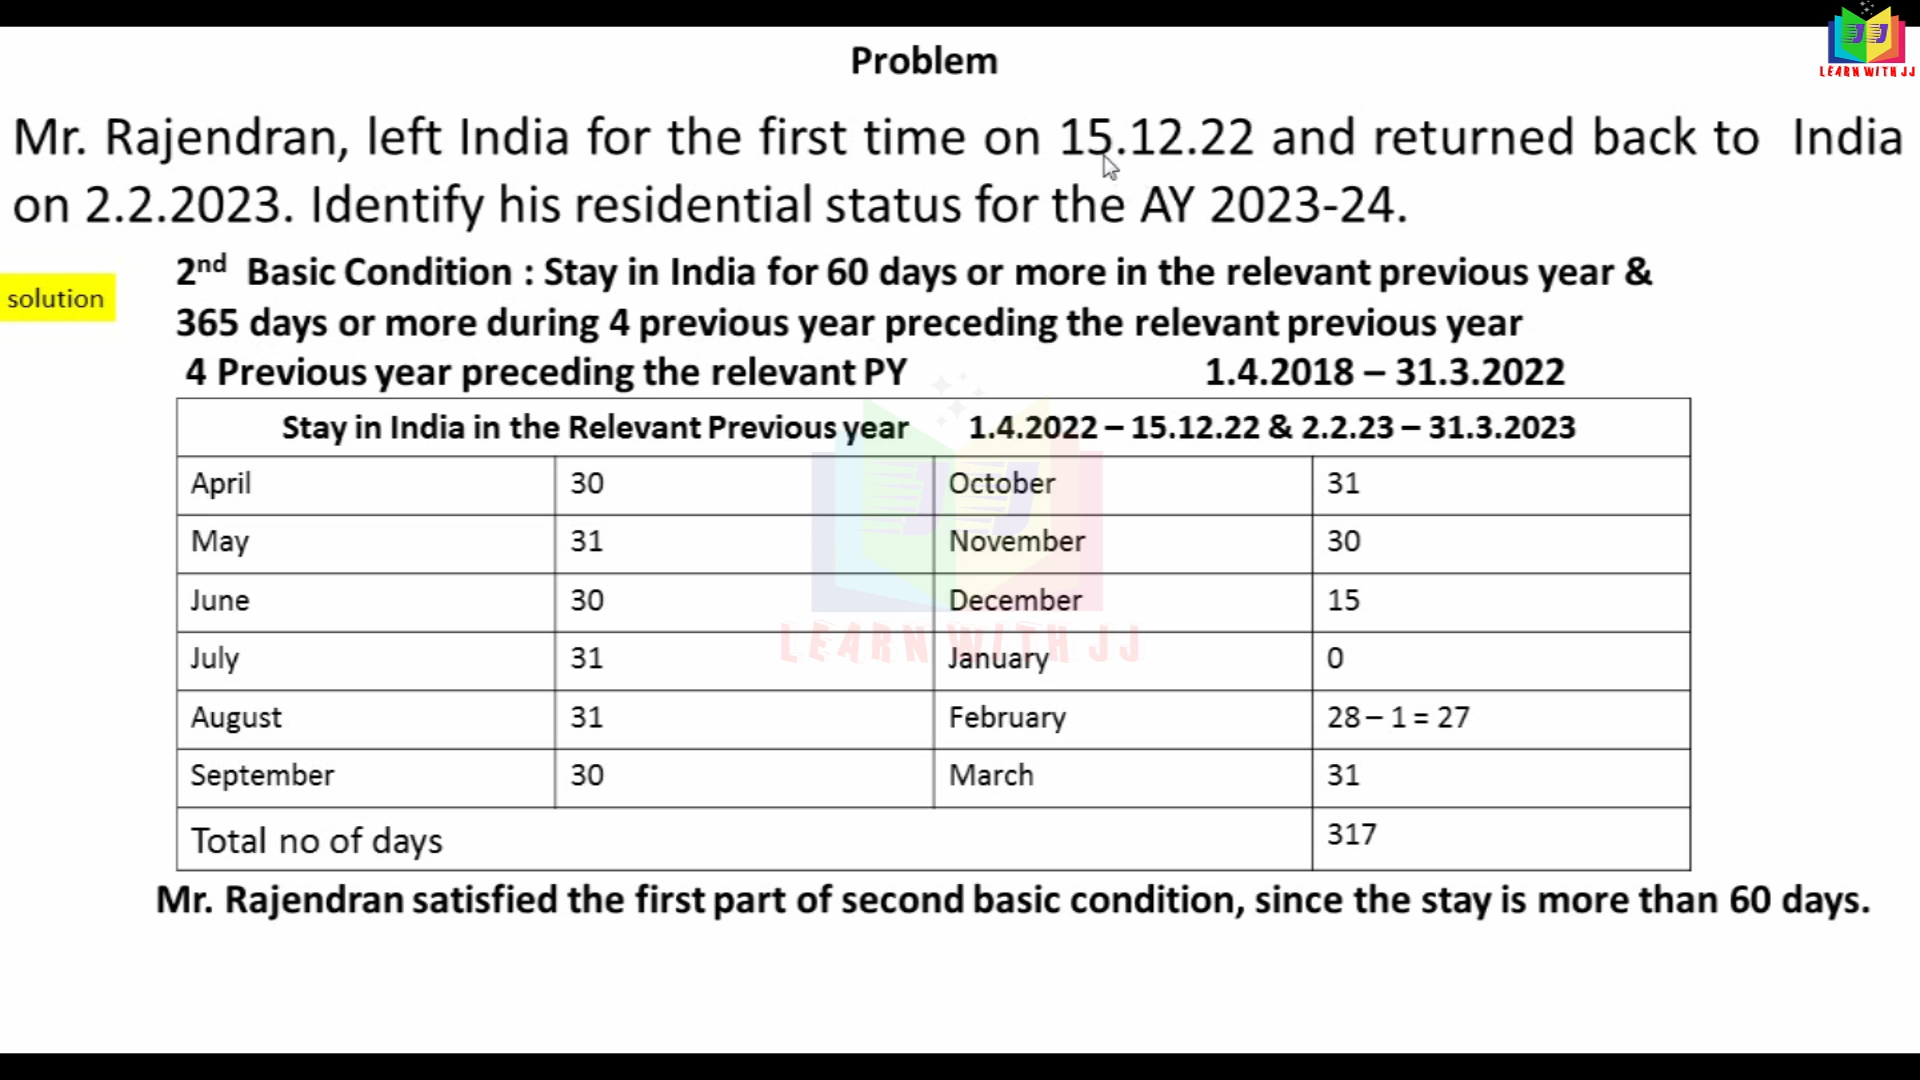 LEARN WITH JJ
Problem
Mr. Rajendran, left India for the first time on 15.12.22 and returned back to India
on 2.2.2023. Identify his residential status for the AY 2023-24.
2nd Basic Condition : Stay in India for 60 days or more in the relevant previous year &
solution
365 days or more during 4 previous year preceding the relevant previous year
4 Previous year preceding the relevant PY 1.4.2018 – 31.3.2022
Stay in India in the Relevant Previous year 1.4.2022 – 15.12.22 & 2.2.23 – 31.3.2023
April 30 October 31
May 31 November 30
June 30 December 15
LEARN WITH JJ
July 31 January 0
August 31 February 28 – 1 = 27
September 30 March 31
Total no of days 317
Mr. Rajendran satisfied the first part of second basic condition, since the stay is more than 60 days.